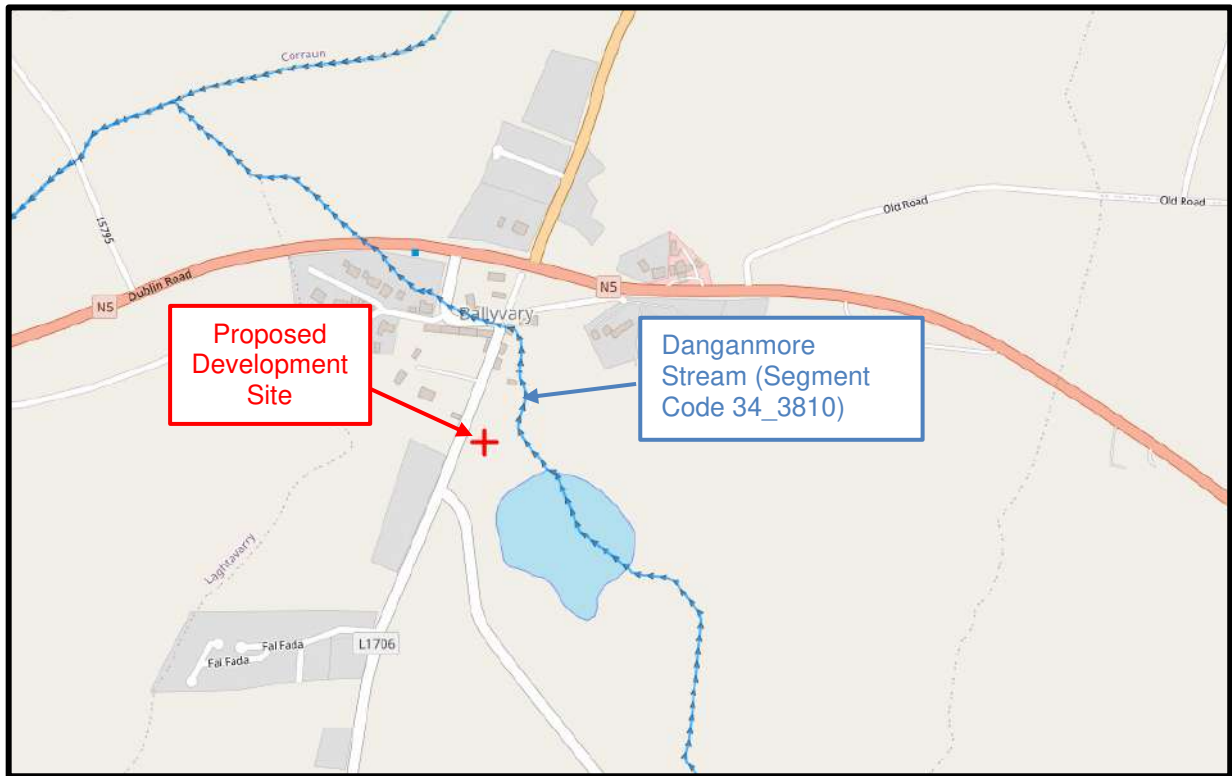 Corraun
L5795
Old Road
Old Road
Dublin Road
N5
N5
Ballyvary
Proposed
Development
Site
Danganmore
Stream (Segment
Code 34_3810)
Laghtavarry
Fal Fada
Fal Fada
L1706